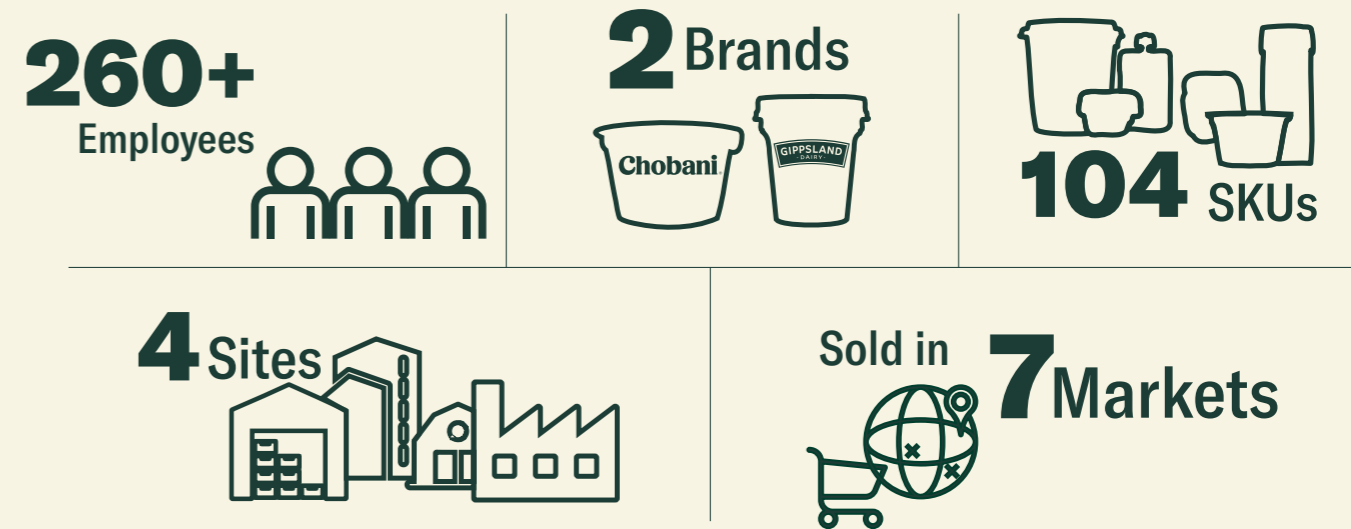 260+
Employees
2 Brands
Chobani.
GIPPSLAND
· DAIRY ·
104 SKUs
4 Sites
Sold in 7 Markets